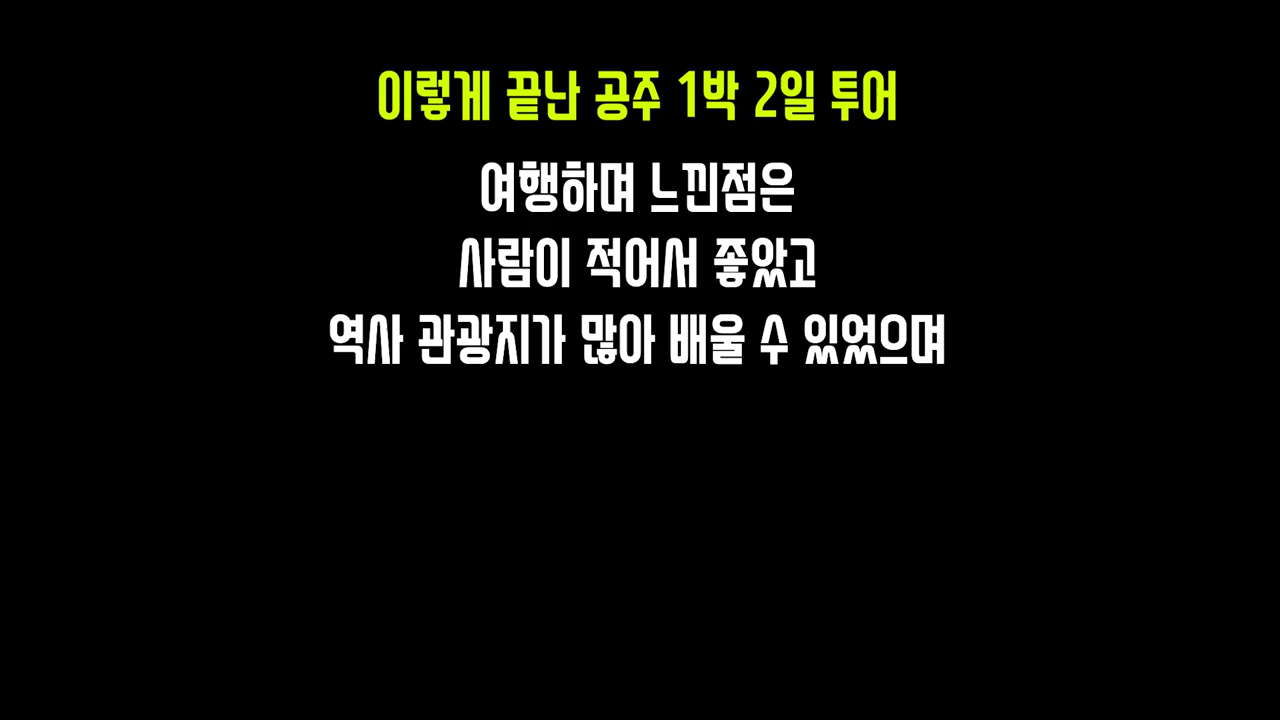 이렇게 끝난 공주 1박 2일 투어
여행하며 느낀점은
사람이 적어서 좋았고
역사 관광지가 많아 배울 수 있었으며